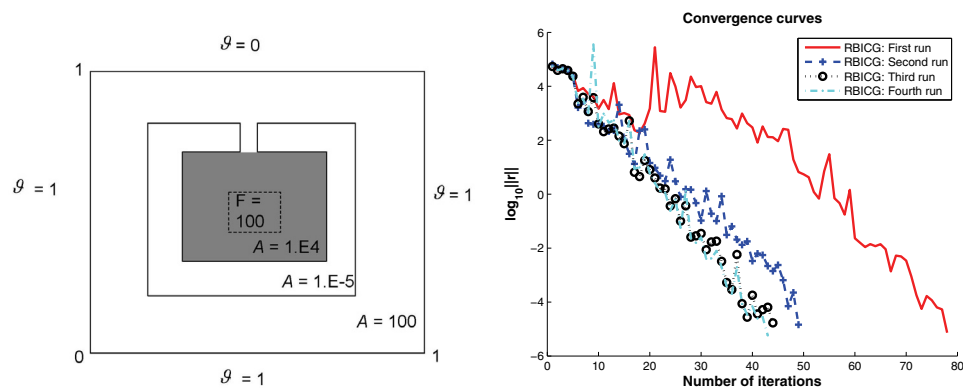 ϑ = 0
1
ϑ = 1
ϑ = 1
F =
100
A = 1.E4
A = 1.E-5
A = 100
0
1
ϑ = 1
Convergence curves
RBICG: First run
RBICG: Second run
RBICG: Third run
RBICG: Fourth run
log10||r||
6
4
2
0
−2
−4
−6
0 10 20 30 40 50 60 70 80
Number of iterations